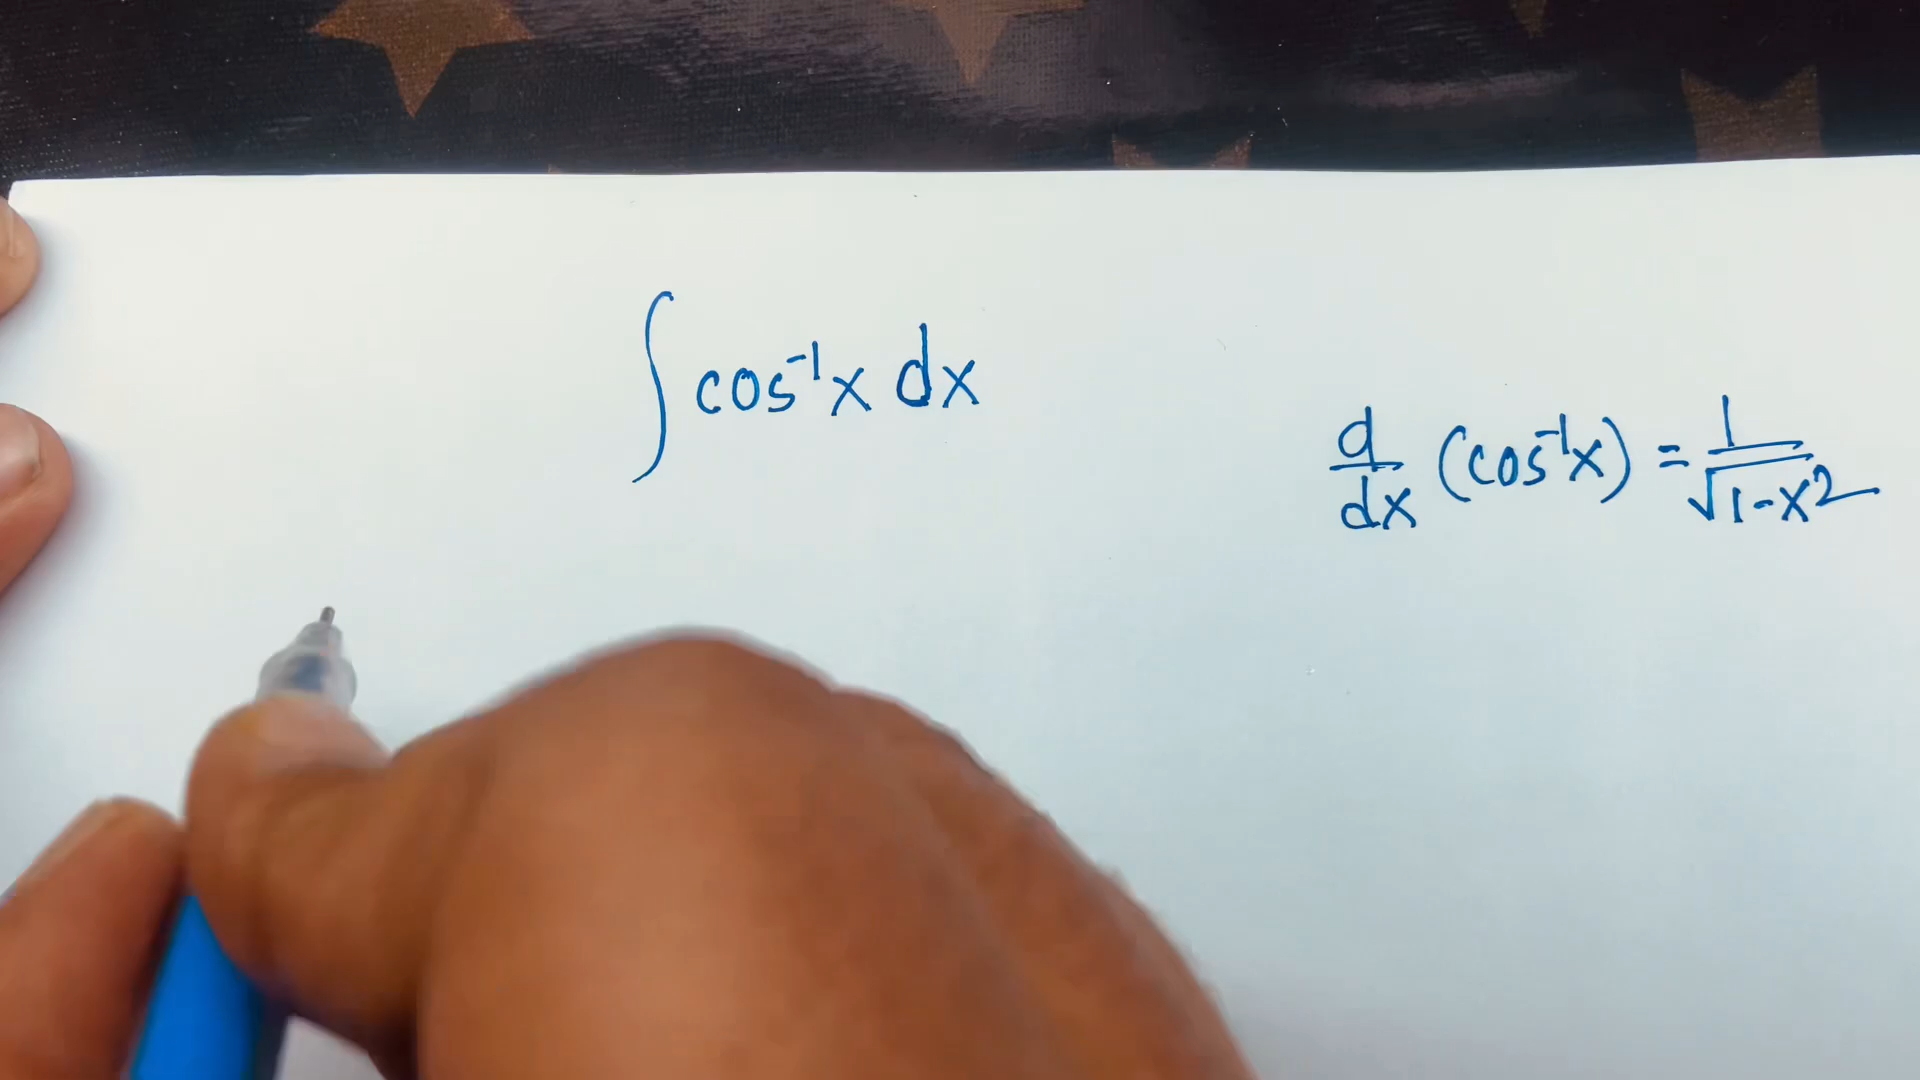 ∫cos⁻¹x dx
d/dx (cos⁻¹x) = 1/√1-x²